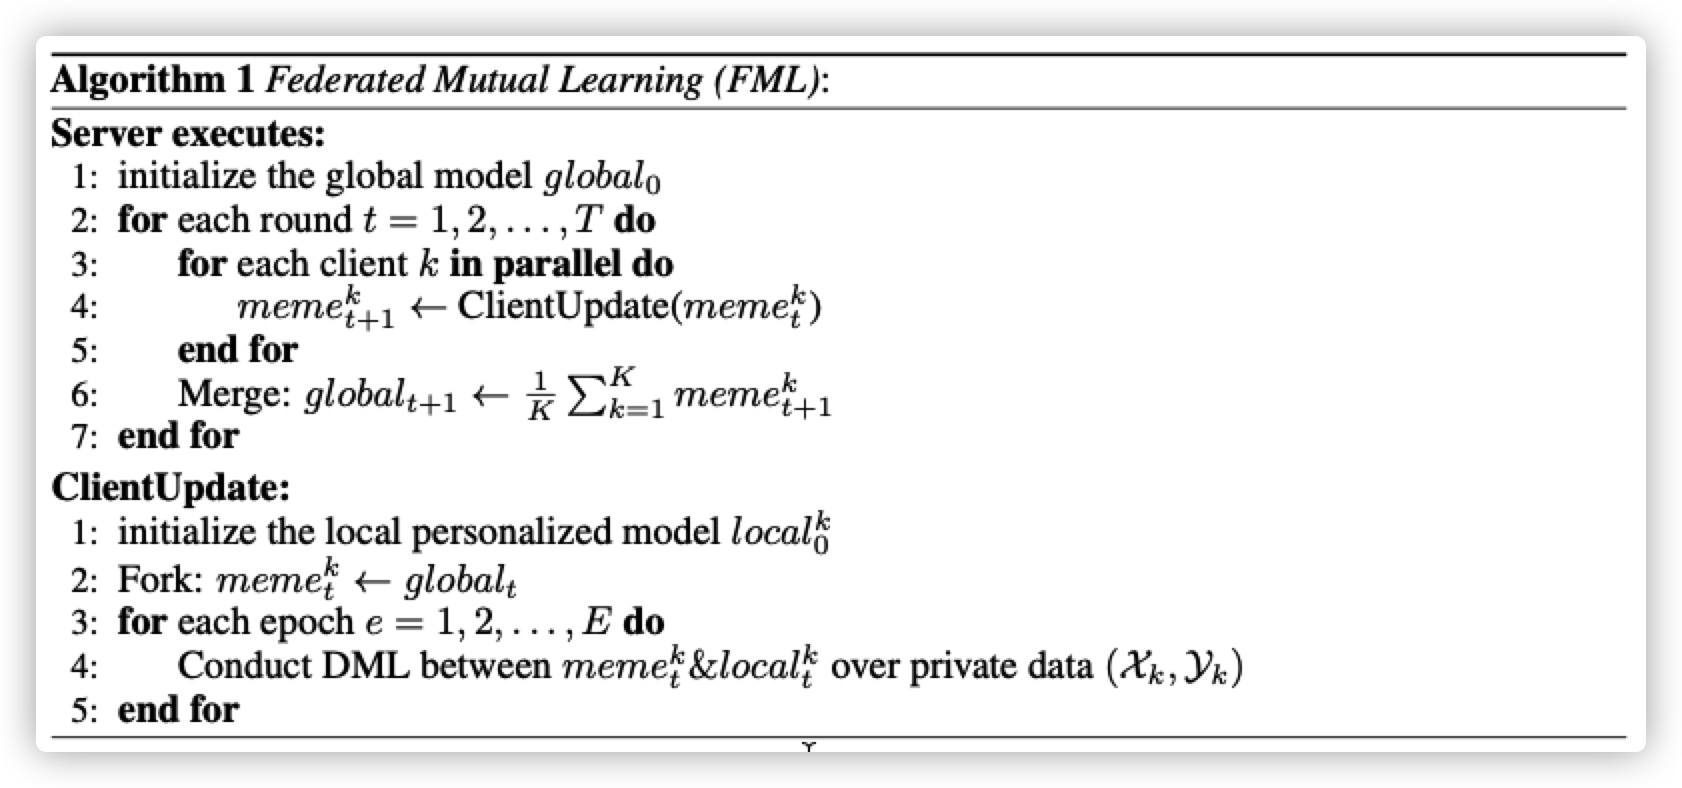 Algorithm 1 Federated Mutual Learning (FML):
Server executes:
1: initialize the global model $global_0$
2: for each round $t = 1, 2, \ldots, T$ do
3: for each client $k$ in parallel do
4: $meme_{t+1}^k \leftarrow$ ClientUpdate($meme_t^k$)
5: end for
6: Merge: $global_{t+1} \leftarrow \frac{1}{K} \sum_{k=1}^{K} meme_{t+1}^k$
7: end for
ClientUpdate:
1: initialize the local personalized model $local_0^k$
2: Fork: $meme_t^k \leftarrow global_t$
3: for each epoch $e = 1, 2, \ldots, E$ do
4: Conduct DML between $meme_t^k \& local_t^k$ over private data $(\mathcal{X}_k, \mathcal{Y}_k)$
5: end for